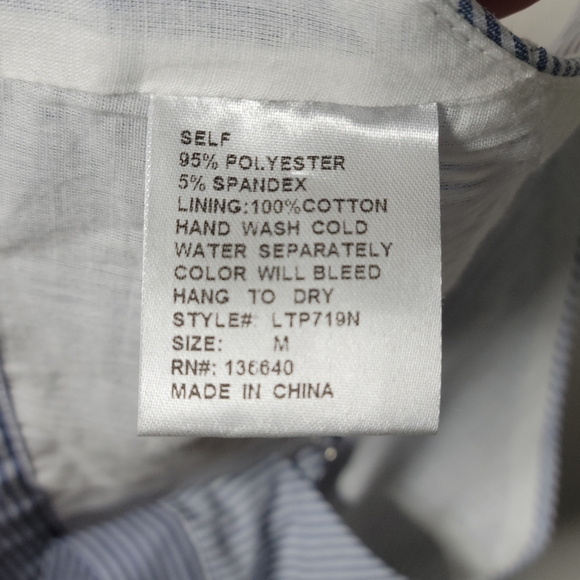 SELF
95% POLYESTER
5% SPANDEX
LINING:100%COTTON
HAND WASH COLD
WATER SEPARATELY
COLOR WILL BLEED
HANG TO DRY
STYLE#: LTP719N
SIZE: M
RN#: 136640
MADE IN CHINA